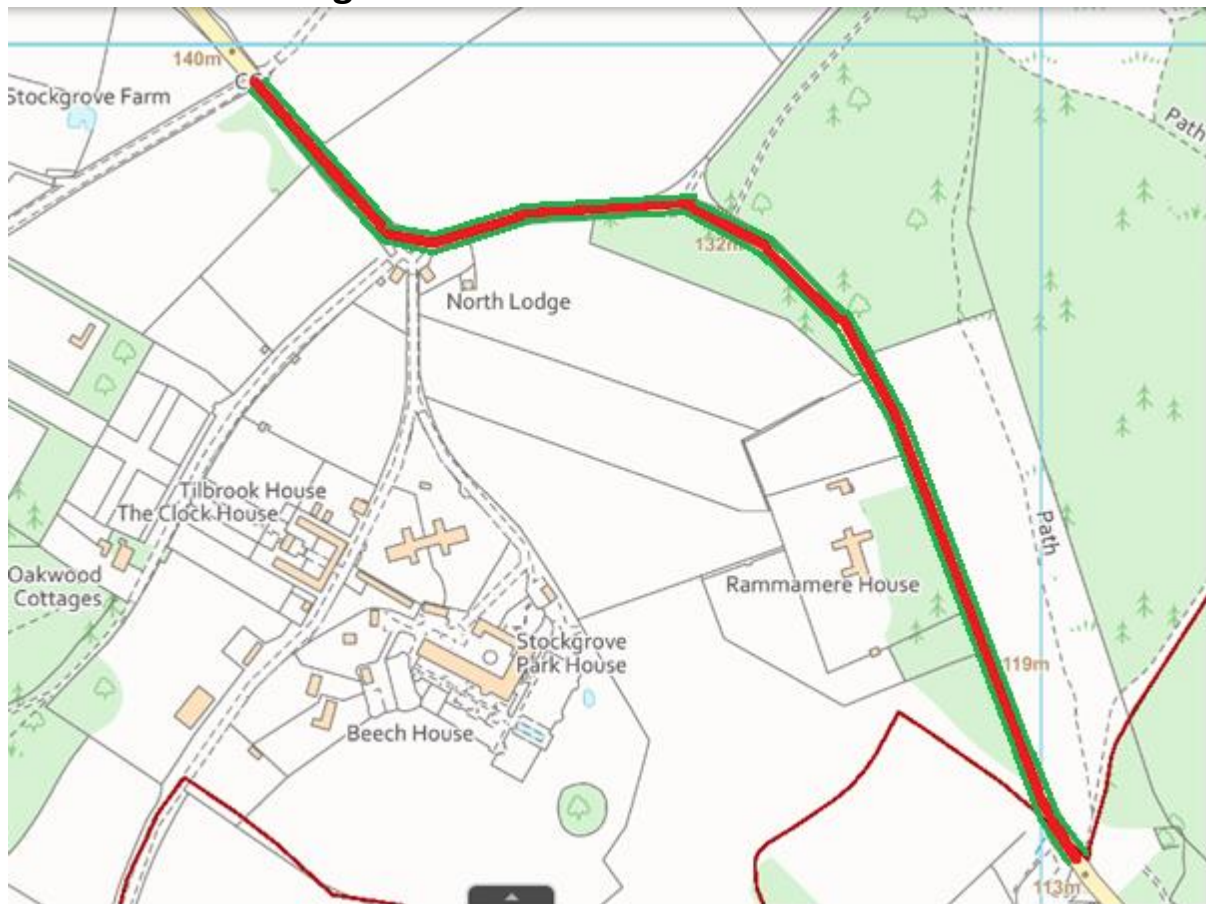 140m
Stockgrove Farm
Path
132m
North Lodge
Tilbrook House
The Clock House
Path
Oakwood
Cottages
Rammamere House
Stockgrove
Park House
119m
Beech House
113m